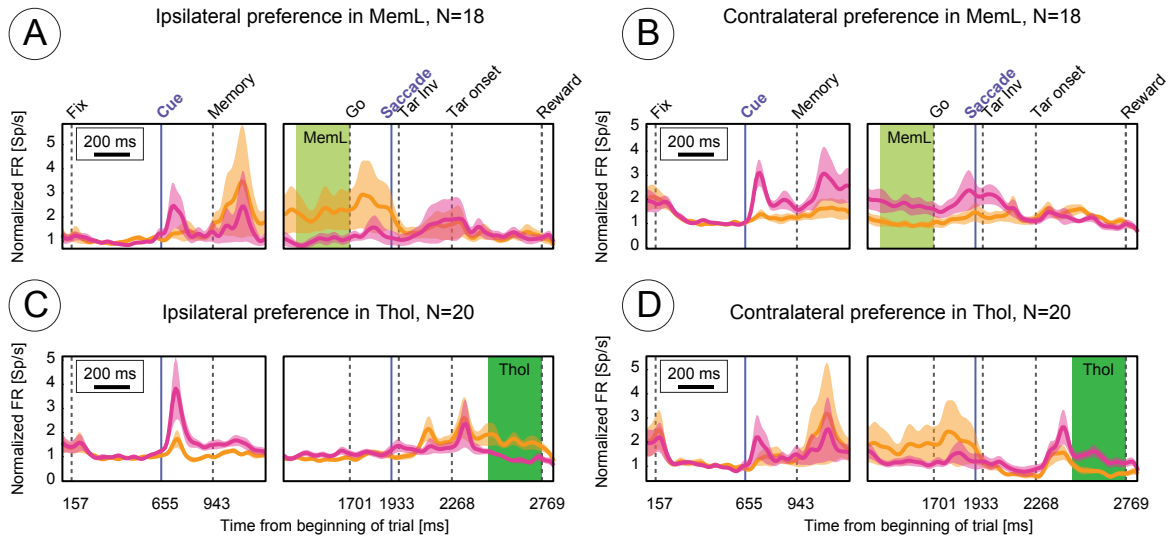 A
Ipsilateral preference in MemL, N=18
Fix
Cue
Memory
Go
Saccade
Tar Inv
Tar onset
Reward
Normalized FR [Sp/s]
5
4
3
2
1
0
200 ms
MemL
B
Contralateral preference in MemL, N=18
Fix
Cue
Memory
Go
Saccade
Tar Inv
Tar onset
Reward
Normalized FR [Sp/s]
5
4
3
2
1
0
200 ms
MemL
C
Ipsilateral preference in Thol, N=20
Normalized FR [Sp/s]
5
4
3
2
1
0
200 ms
Thol
157 655 943 1701 1933 2268 2769
Time from beginning of trial [ms]
D
Contralateral preference in Thol, N=20
Normalized FR [Sp/s]
5
4
3
2
1
0
200 ms
Thol
157 655 943 1701 1933 2268 2769
Time from beginning of trial [ms]